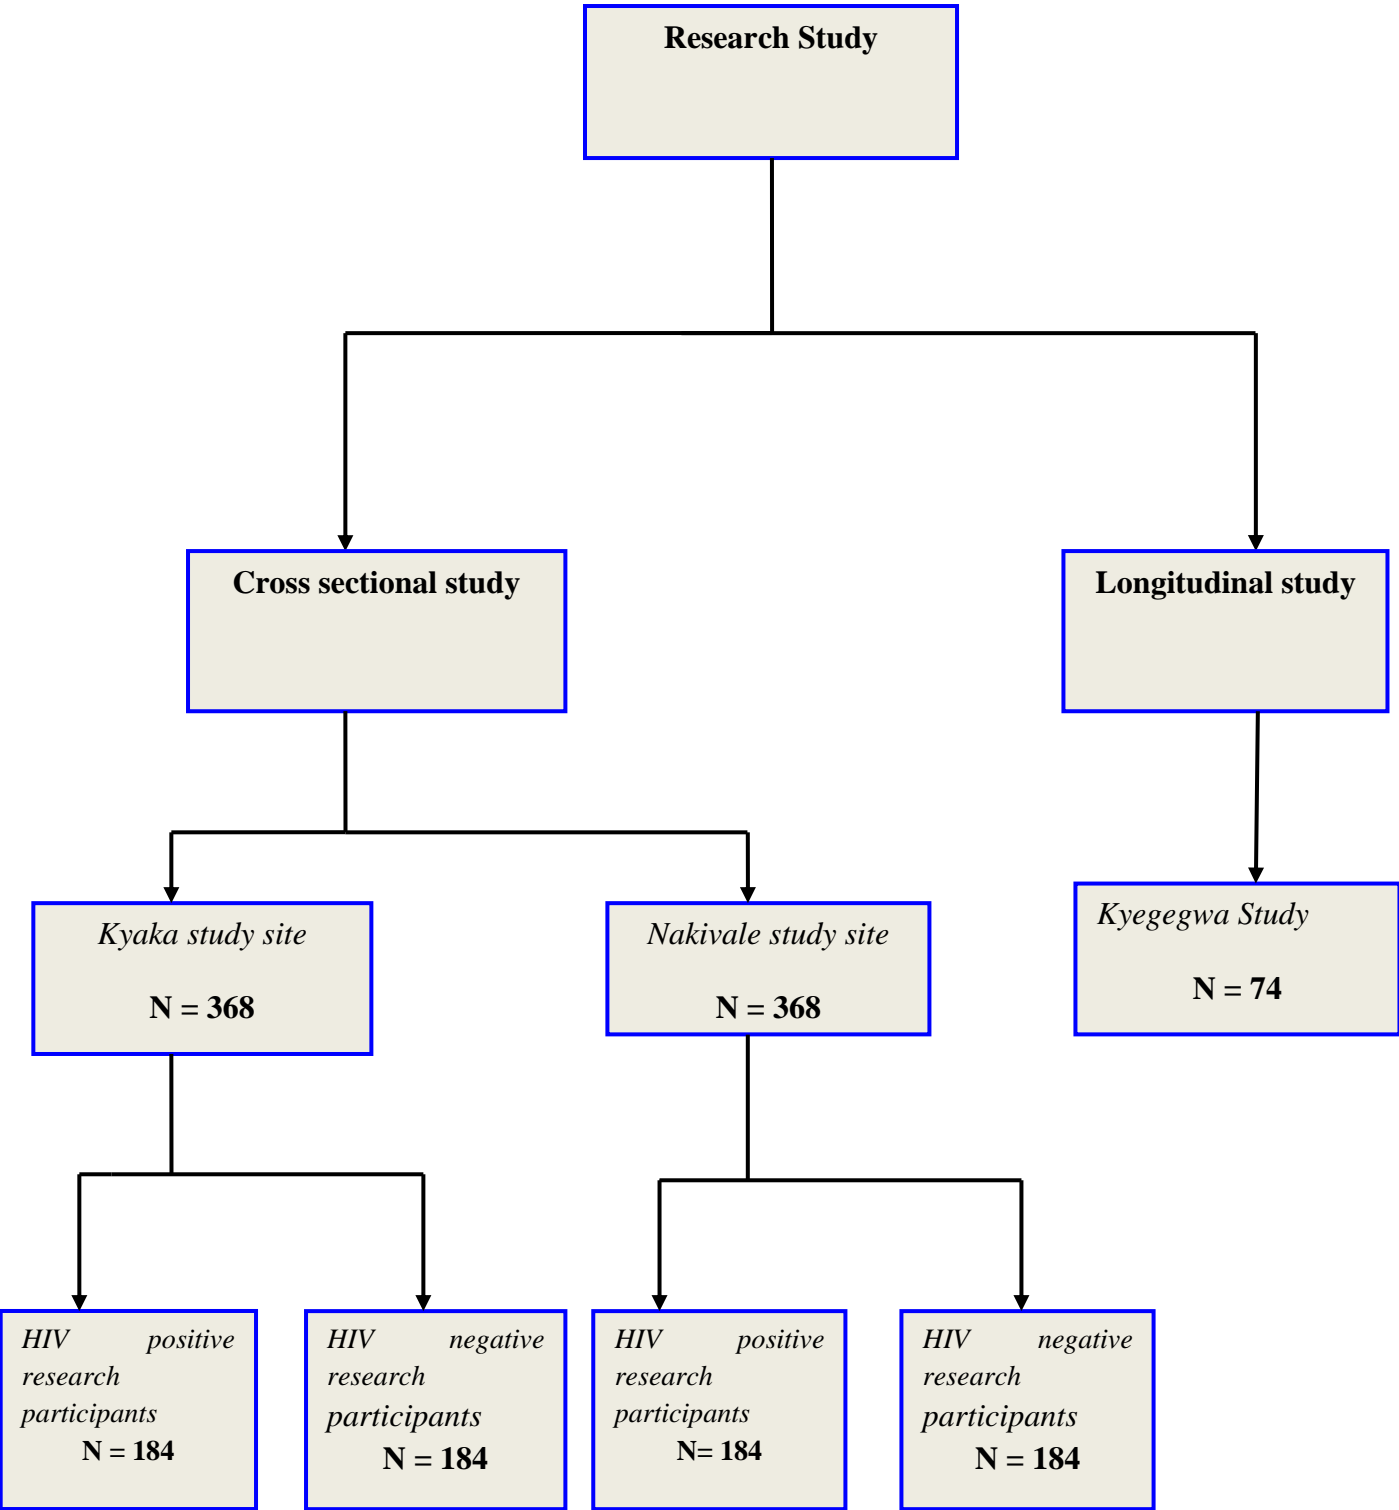 Research Study
Cross sectional study
Longitudinal study
Kyaka study site
N = 368
Nakivale study site
N = 368
Kyegegwa Study
N = 74
HIV positive
research
participants
N = 184
HIV negative
research
participants
N = 184
HIV positive
research
participants
N= 184
HIV negative
research
participants
N = 184